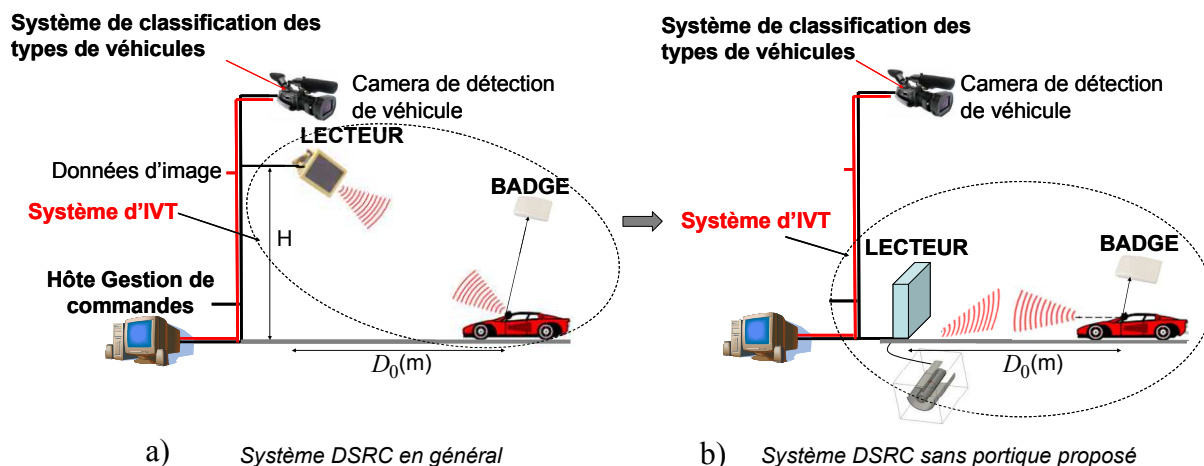 Système de classification des
types de véhicules
Camera de détection
de véhicule
LECTEUR
Données d'image
BADGE
Système d'IVT
H
Hôte Gestion de
commandes
D0(m)
a) Système DSRC en général
Système de classification des
types de véhicules
Camera de détection
de véhicule
Système d'IVT
LECTEUR
BADGE
D0(m)
b) Système DSRC sans portique proposé